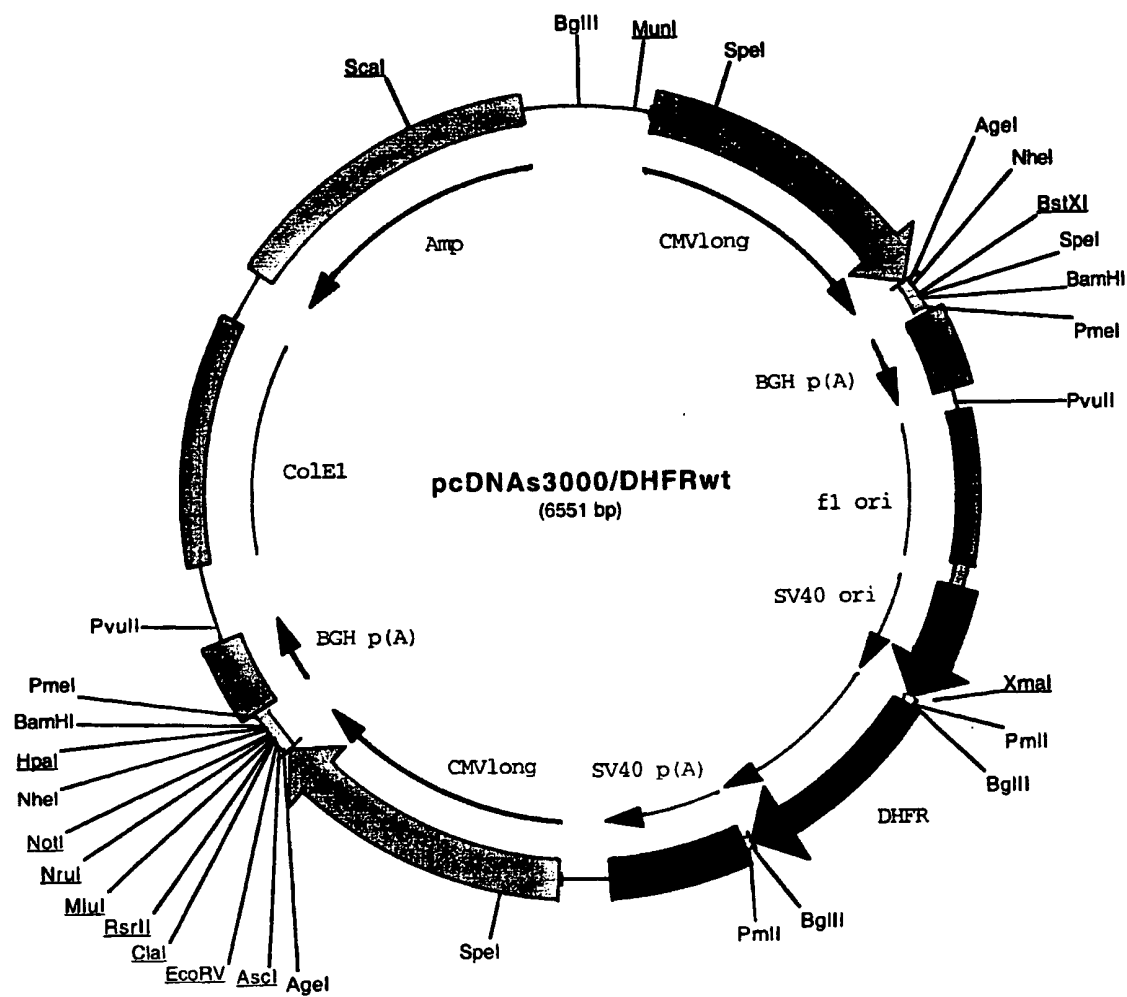 BglII
MunI
SpeI
ScaI
AgeI
NheI
BstXI
SpeI
BamHI
PmeI
Amp
CMVlong
BGH p(A)
PvuII
ColE1
pcDNAs3000/DHFRwt
(6551 bp)
f1 ori
SV40 ori
PvuII
BGH p(A)
XmaI
PmeI
BamHI
HpaI
NheI
NotI
NruI
MluI
RsrII
ClaI
EcoRV
AscI
AgeI
PmlI
BglII
CMVlong
SV40 p(A)
DHFR
SpeI
PmlI
BglII